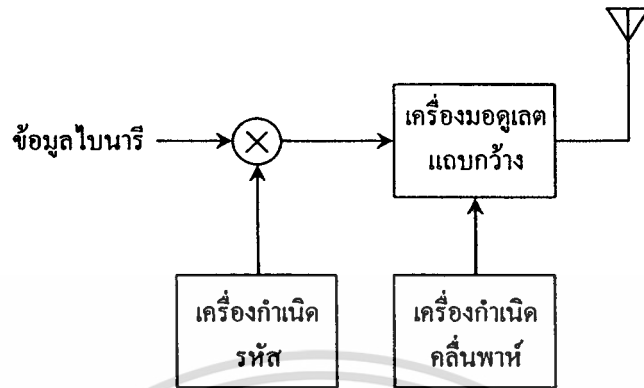 ข้อมูลไบนารี
เครื่องมอดูเลต
แถบกว้าง
เครื่องกำเนิด
รหัส
เครื่องกำเนิด
คลื่นพาห์